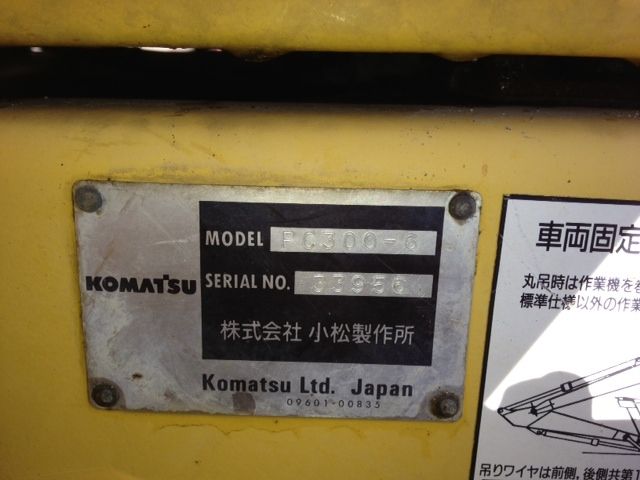 KOMATSU
MODEL PC300-6
SERIAL NO. 33956
株式会社 小松製作所
Komatsu Ltd. Japan
09601-00835
車両固定
丸吊時は作業機を巻
標準仕様以外の作業
吊りワイヤは前側,後側共第1